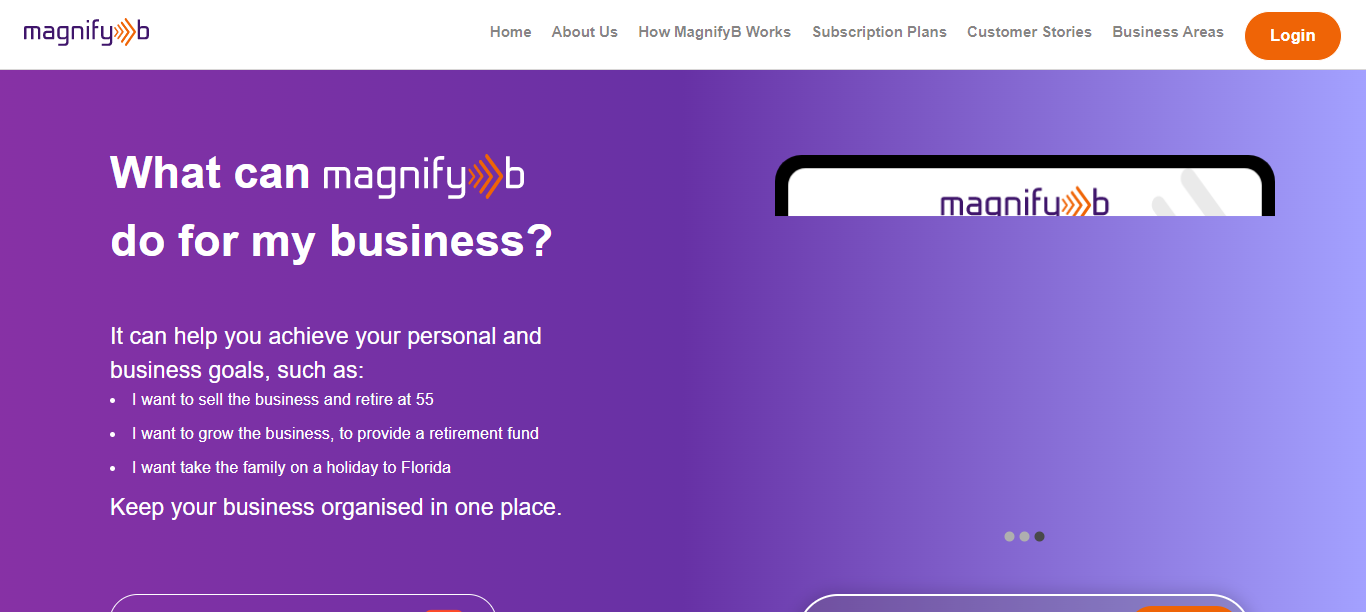 magnifyb
Home About Us How MagnifyB Works Subscription Plans Customer Stories Business Areas Login
What can magnifyb
do for my business?
magnifyb
It can help you achieve your personal and
business goals, such as:
I want to sell the business and retire at 55
I want to grow the business, to provide a retirement fund
I want take the family on a holiday to Florida
Keep your business organised in one place.